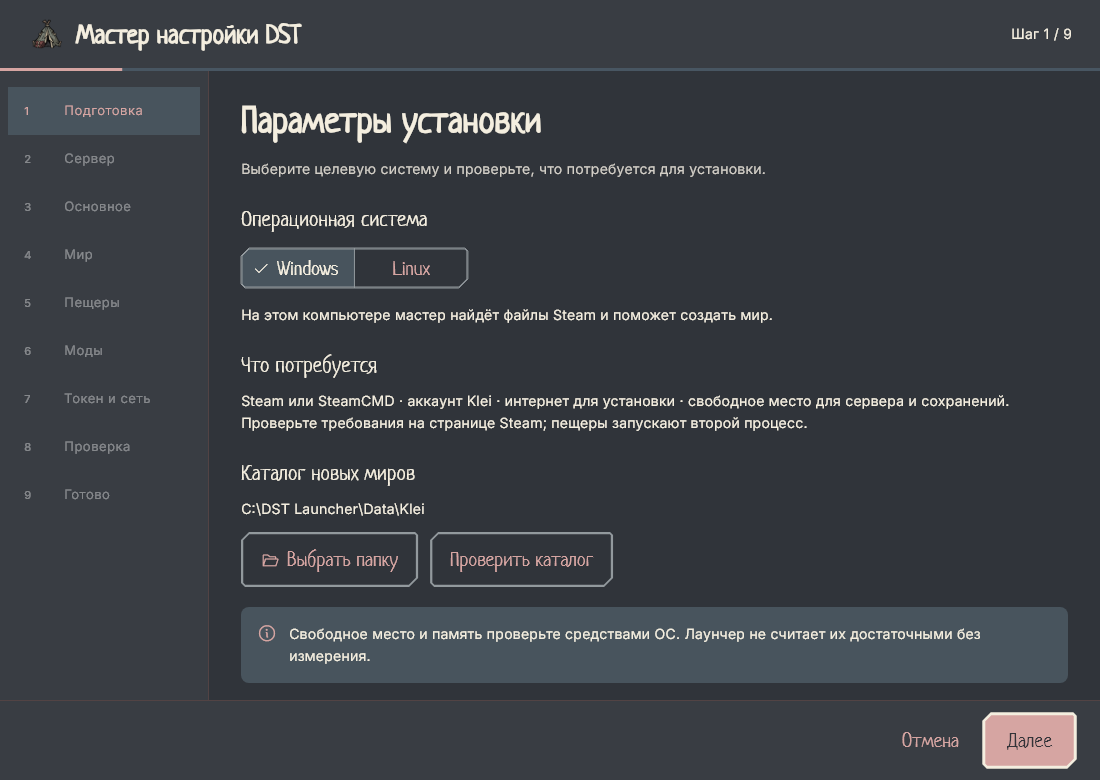 Мастер настройки DST
Шаг 1 / 9
1 Подготовка
2 Сервер
3 Основное
4 Мир
5 Пещеры
6 Моды
7 Токен и сеть
8 Проверка
9 Готово
Параметры установки
Выберите целевую систему и проверьте, что потребуется для установки.
Операционная система
Windows
Linux
На этом компьютере мастер найдёт файлы Steam и поможет создать мир.
Что потребуется
Steam или SteamCMD · аккаунт Klei · интернет для установки · свободное место для сервера и сохранений.
Проверьте требования на странице Steam; пещеры запускают второй процесс.
Каталог новых миров
C:\DST Launcher\Data\Klei
Выбрать папку
Проверить каталог
Свободное место и память проверьте средствами ОС. Лаунчер не считает их достаточными без
измерения.
Отмена
Далее